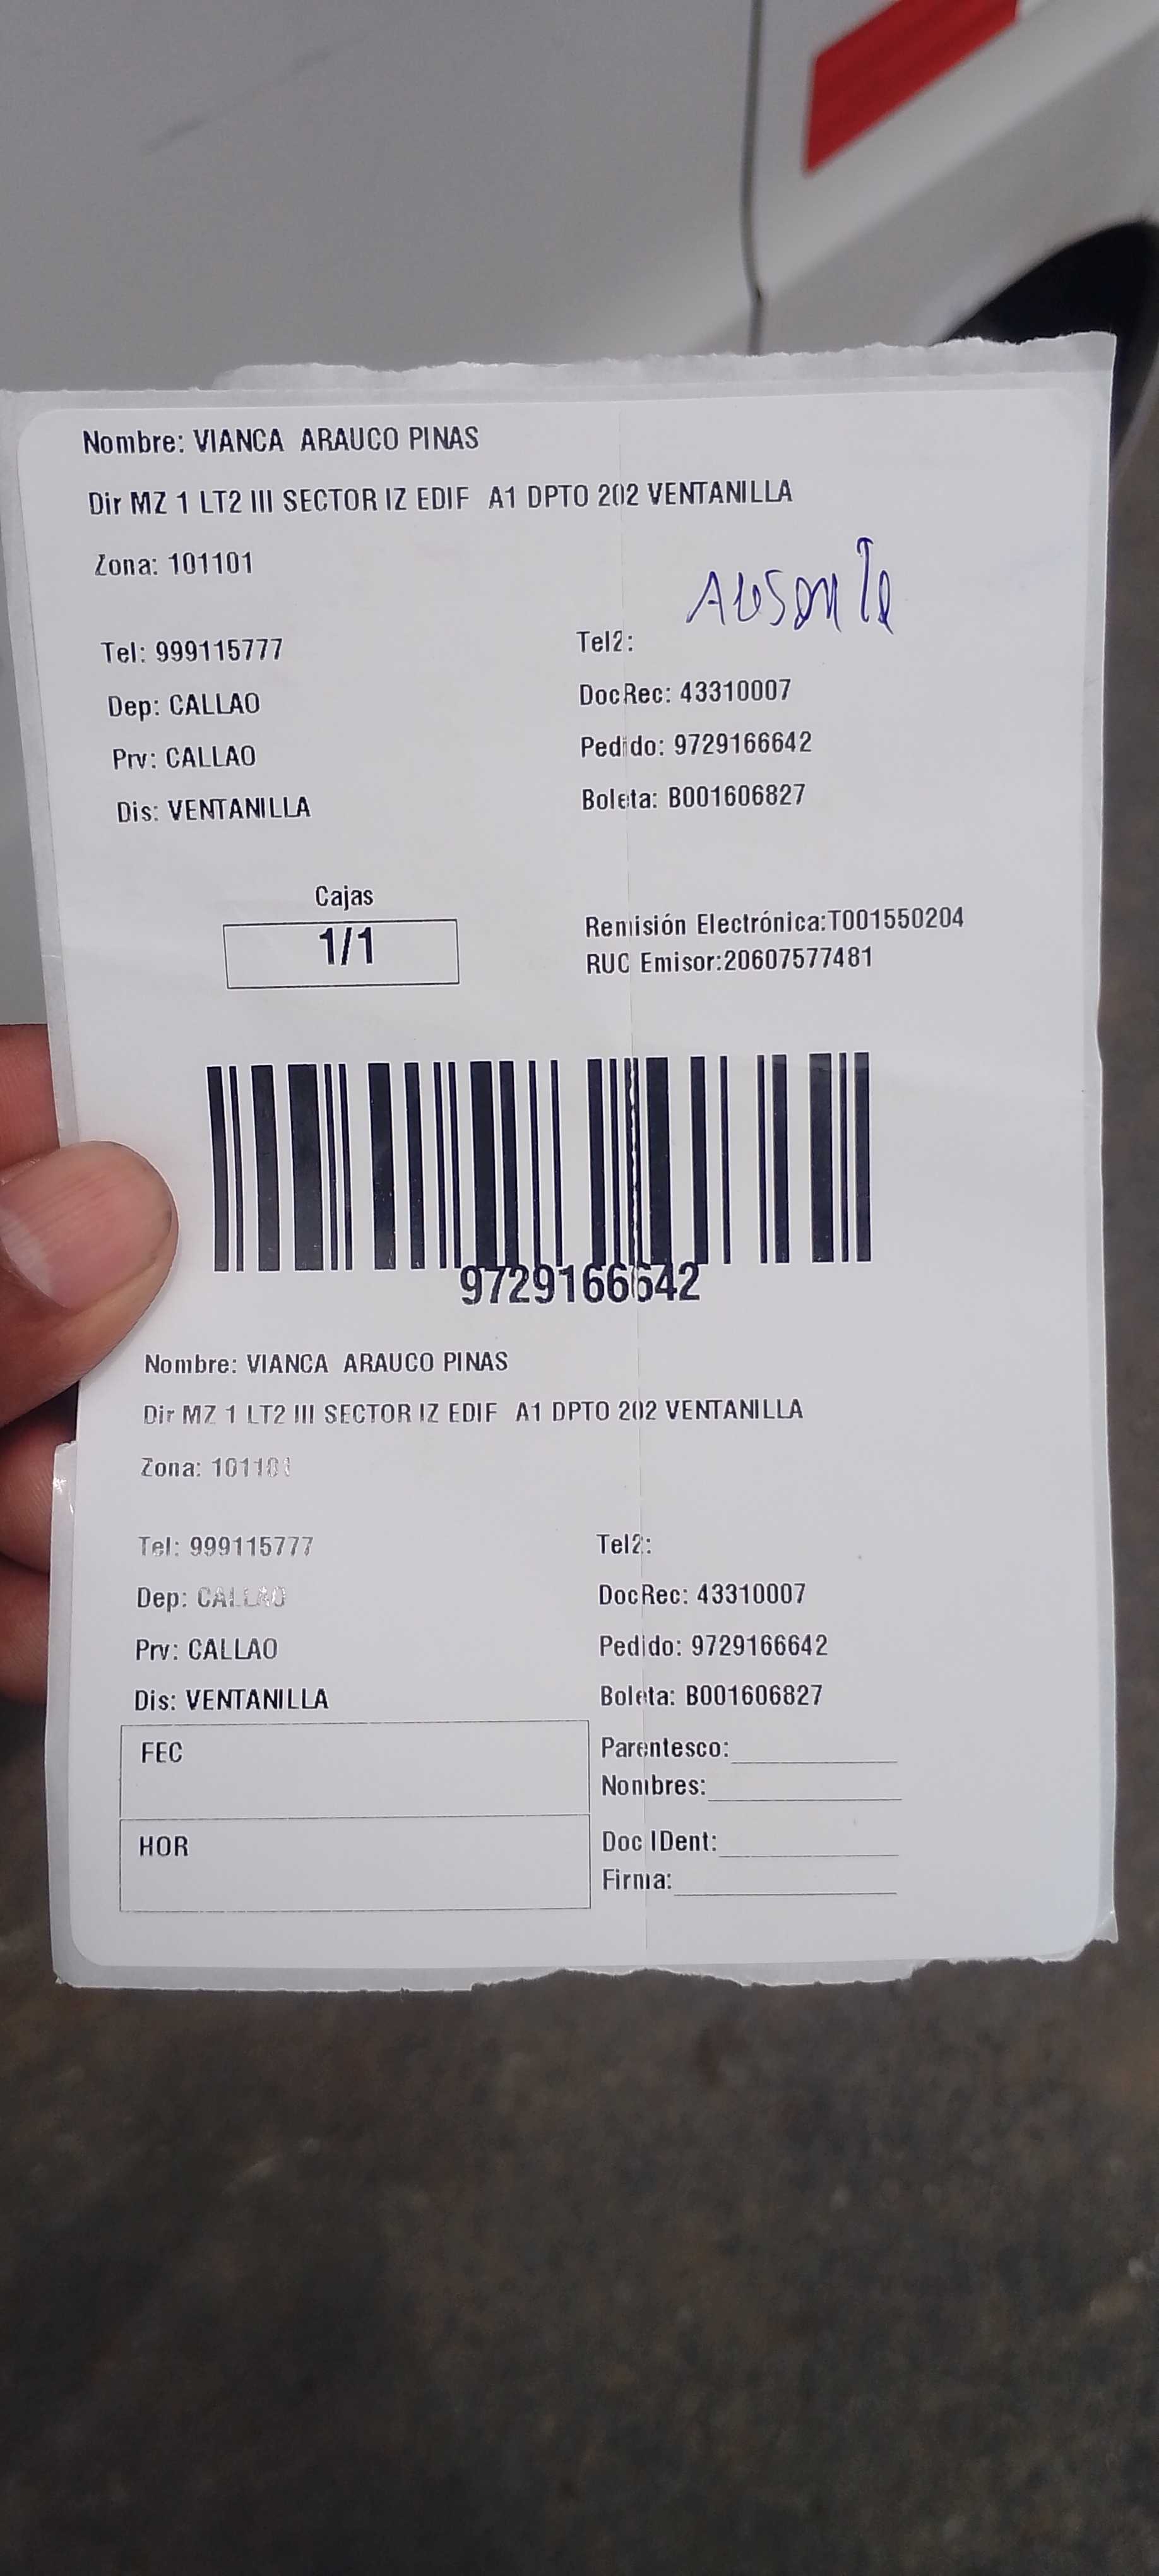 Nombre: VIANCA ARAUCO PINAS
Dir MZ 1 LT2 III SECTOR IZ EDIF A1 DPTO 202 VENTANILLA
Zona: 101101
Ausente
Tel: 999115777
Tel2:
Dep: CALLAO
DocRec: 43310007
Prv: CALLAO
Pedido: 9729166642
Dis: VENTANILLA
Boleta: B001606827
Cajas
1/1
Remisión Electrónica:T001550204
RUC Emisor:20607577481
9729166642
Nombre: VIANCA ARAUCO PINAS
Dir MZ 1 LT2 III SECTOR IZ EDIF A1 DPTO 202 VENTANILLA
Zona: 101101
Tel: 999115777
Tel2:
Dep: CALLAO
DocRec: 43310007
Prv: CALLAO
Pedido: 9729166642
Dis: VENTANILLA
Boleta: B001606827
FEC
Parentesco:
Nombres:
HOR
Doc IDent:
Firma: